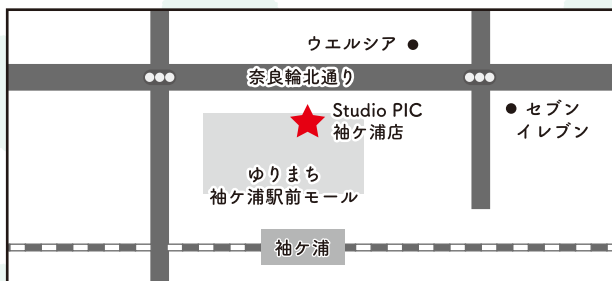 ウエルシア
奈良輪北通り
Studio PIC
袖ケ浦店
セブン
イレブン
ゆりまち
袖ケ浦駅前モール
袖ケ浦